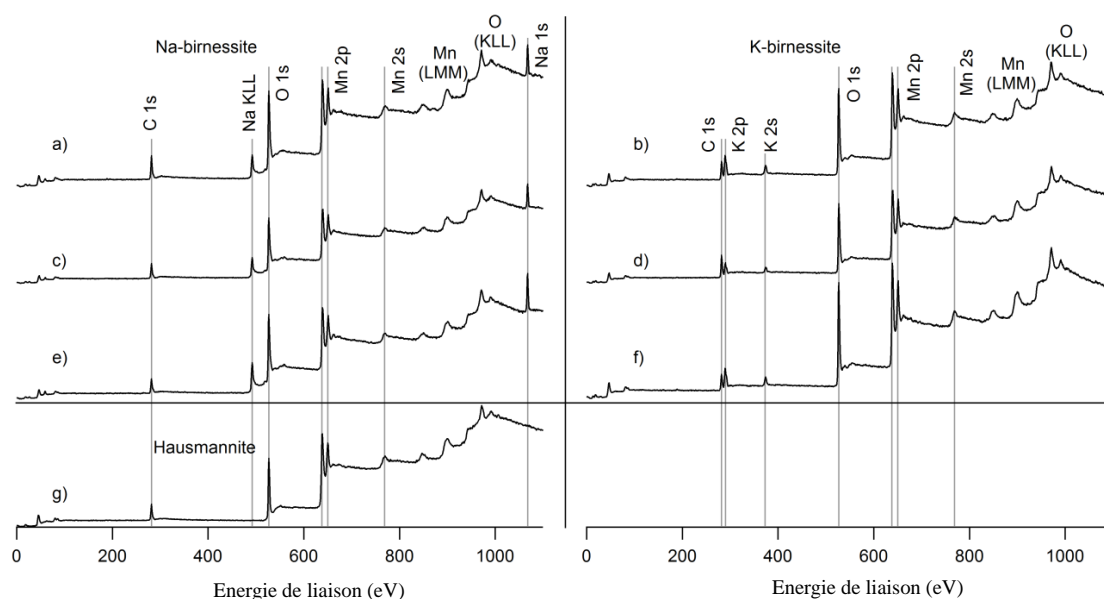 Na-birnessite
C 1s
Na KLL
O 1s
Mn 2p
Mn 2s
Mn
(LMM)
O
(KLL)
Na 1s
a)
c)
e)
Hausmannite
g)
0
200
400
600
800
1000
Energie de liaison (eV)
K-birnessite
C 1s
K 2p
K 2s
O 1s
Mn 2p
Mn
(LMM)
Mn 2s
O
(KLL)
b)
d)
f)
0
200
400
600
800
1000
Energie de liaison (eV)